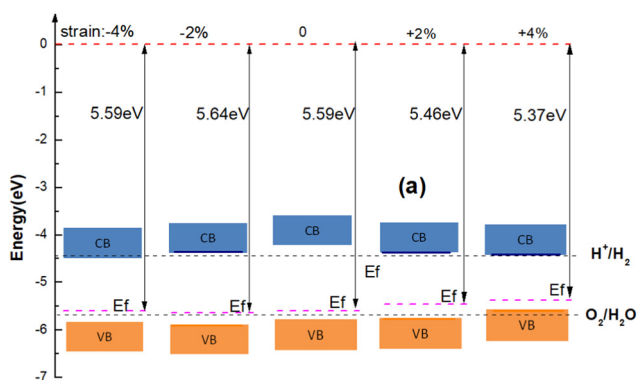 strain:-4% -2% 0 +2% +4%
0
-1
5.59eV 5.64eV 5.59eV 5.46eV 5.37eV
-2
-3
(a)
Energy(eV)
-4
CB CB CB CB CB
H+/H2
Ef
-5
Ef Ef Ef Ef Ef
O2/H2O
-6
VB VB VB VB VB
-7